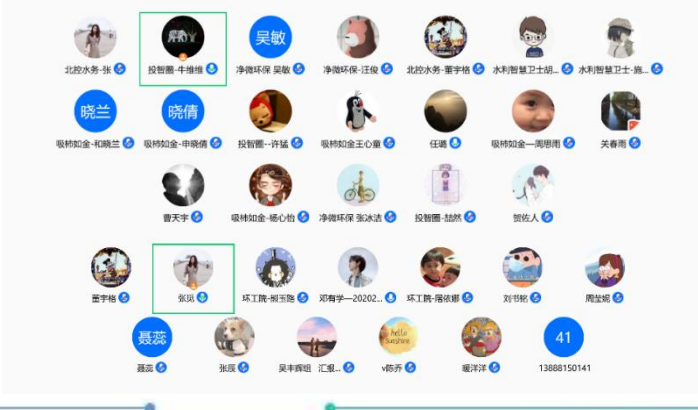 吴敏
北控水务-张 投智圈-牛维维 净微环保 吴敏 净微环保-汪俊 北控水务-董宇格 水利智慧卫士胡... 水利智慧卫士-施...
晓兰 晓倩
吸柿如金-和晓兰 吸柿如金-申晓倩 投智圈--许猛 吸柿如金王心童 任璐 吸柿如金—周思雨 关春雨
曹天宇 吸柿如金-杨心怡 净微环保 张冰洁 投智圈-喆然 贺佐人
董宇格 张觅 环工院-熊玉路 邓有学—20202... 环工院-屠依娜 刘书铭 周莹妮
聂蕊 hello sunshine 41
聂蕊 张辰 吴丰辉组 汇报... v陈乔 暖洋洋 13888150141